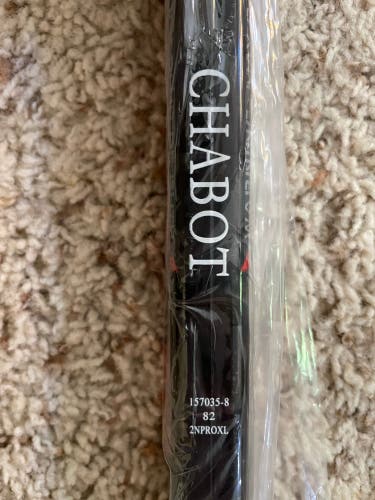 CHABOT
157035-8
82
2NPROXL